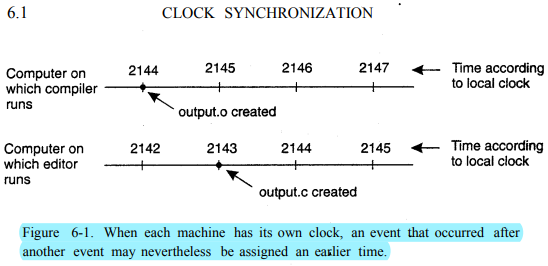 6.1 CLOCK SYNCHRONIZATION
Computer on
which compiler
runs
2144 2145 2146 2147
Time according
to local clock
output.o created
Computer on
which editor
runs
2142 2143 2144 2145
Time according
to local clock
output.c created
Figure 6-1. When each machine has its own clock, an event that occurred after
another event may nevertheless be assigned an earlier time.